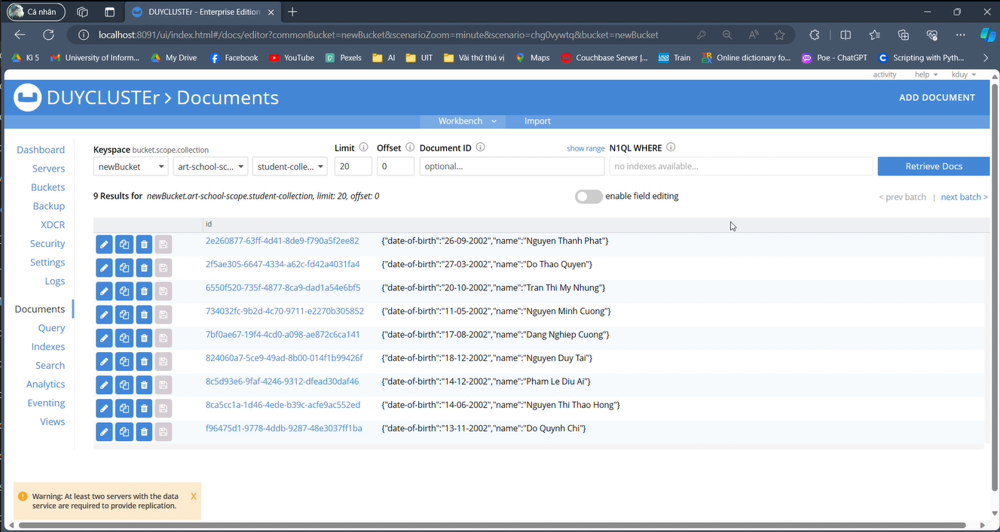 Cá nhân
DUYCLUSTEr - Enterprise Edition
localhost:8091/ui/index.html#/docs/editor?commonBucket=newBucket&scenarioZoom=minute&scenario=chg0vywtq&bucket=newBucket
Kì 5 University of Inform... My Drive Facebook YouTube Pexels AI UIT Vài thứ thú vị Maps Couchbase Server |... Train Online dictionary fo... Poe - ChatGPT Scripting with Pyth...
activity help kduy
DUYCLUSTEr > Documents
ADD DOCUMENT
Workbench Import
Dashboard
Servers
Buckets
Backup
XDCR
Security
Settings
Logs
Documents
Query
Indexes
Search
Analytics
Eventing
Views
Keyspace bucket.scope.collection Limit Offset Document ID show range N1QL WHERE
newBucket art-school-sc... student-colle... 20 0 optional... no indexes available... Retrieve Docs
9 Results for newBucket.art-school-scope.student-collection, limit: 20, offset: 0 enable field editing < prev batch | next batch >
id
2e260877-63ff-4d41-8de9-f790a5f2ee82 {"date-of-birth":"26-09-2002","name":"Nguyen Thanh Phat"}
2f5ae305-6647-4334-a62c-fd42a4031fa4 {"date-of-birth":"27-03-2002","name":"Do Thao Quyen"}
6550f520-735f-4877-8ca9-dad1a54e6bf5 {"date-of-birth":"20-10-2002","name":"Tran Thi My Nhung"}
734032fc-9b2d-4c70-9711-e2270b305852 {"date-of-birth":"11-05-2002","name":"Nguyen Minh Cuong"}
7bf0ae67-19f4-4cd0-a098-ae872c6ca141 {"date-of-birth":"17-08-2002","name":"Dang Nghiep Cuong"}
824060a7-5ce9-49ad-8b00-014f1b99426f {"date-of-birth":"18-12-2002","name":"Nguyen Duy Tai"}
8c5d93e6-9faf-4246-9312-dfead30daf46 {"date-of-birth":"14-12-2002","name":"Pham Le Diu Ai"}
8ca5cc1a-1d46-4ede-b39c-acfe9ac552ed {"date-of-birth":"14-06-2002","name":"Nguyen Thi Thao Hong"}
f96475d1-9778-4ddb-9287-48e3037ff1ba {"date-of-birth":"13-11-2002","name":"Do Quynh Chi"}
Warning: At least two servers with the data X
service are required to provide replication.